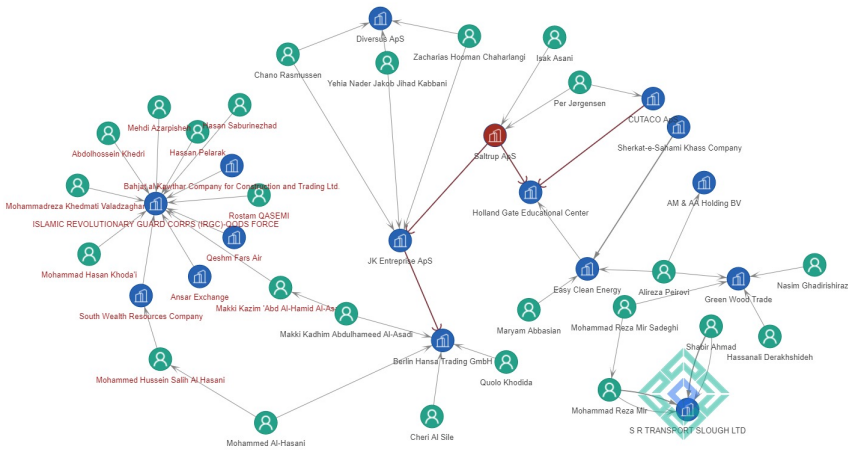 Diversus ApS
Zacharias Hooman Chaharlangi
Isak Asani
Chano Rasmussen
Yehia Nader Jakob Jihad Kabbani
Per Jørgensen
CUTACO ApS
Mehdi Azarpisheh
Hasan Saburinezhad
Sherkat-e-Sahami Khass Company
Abdolhossein Khedri
Hassan Pelarak
Saltrup ApS
Bahjat al Kawthar Company for Construction and Trading Ltd
Mohammadreza Khedmati Valadzaghard
AM & AA Holding BV
Rostam QASEMI
Holland Gate Educational Center
ISLAMIC REVOLUTIONARY GUARD CORPS (IRGC)-QODS FORCE
Qeshm Fars Air
JK Entreprise ApS
Mohammad Hasan Khoda'i
Nasim Ghadirishiraz
Easy Clean Energy
Alireza Peirovi
Green Wood Trade
Ansar Exchange
Makki Kazim 'Abd Al-Hamid Al-As
South Wealth Resources Company
Maryam Abbasian
Mohammad Reza Mir Sadeghi
Makki Kadhim Abdulhameed Al-Asadi
Shabir Ahmad
Hassanali Derakhshideh
Berlin Hansa Trading GmbH
Mohammed Hussein Salih Al Hasani
Quolo Khodida
Mohammad Reza Mir
S R TRANSPORT SLOUGH LTD
Cheri Al Sile
Mohammed Al-Hasani